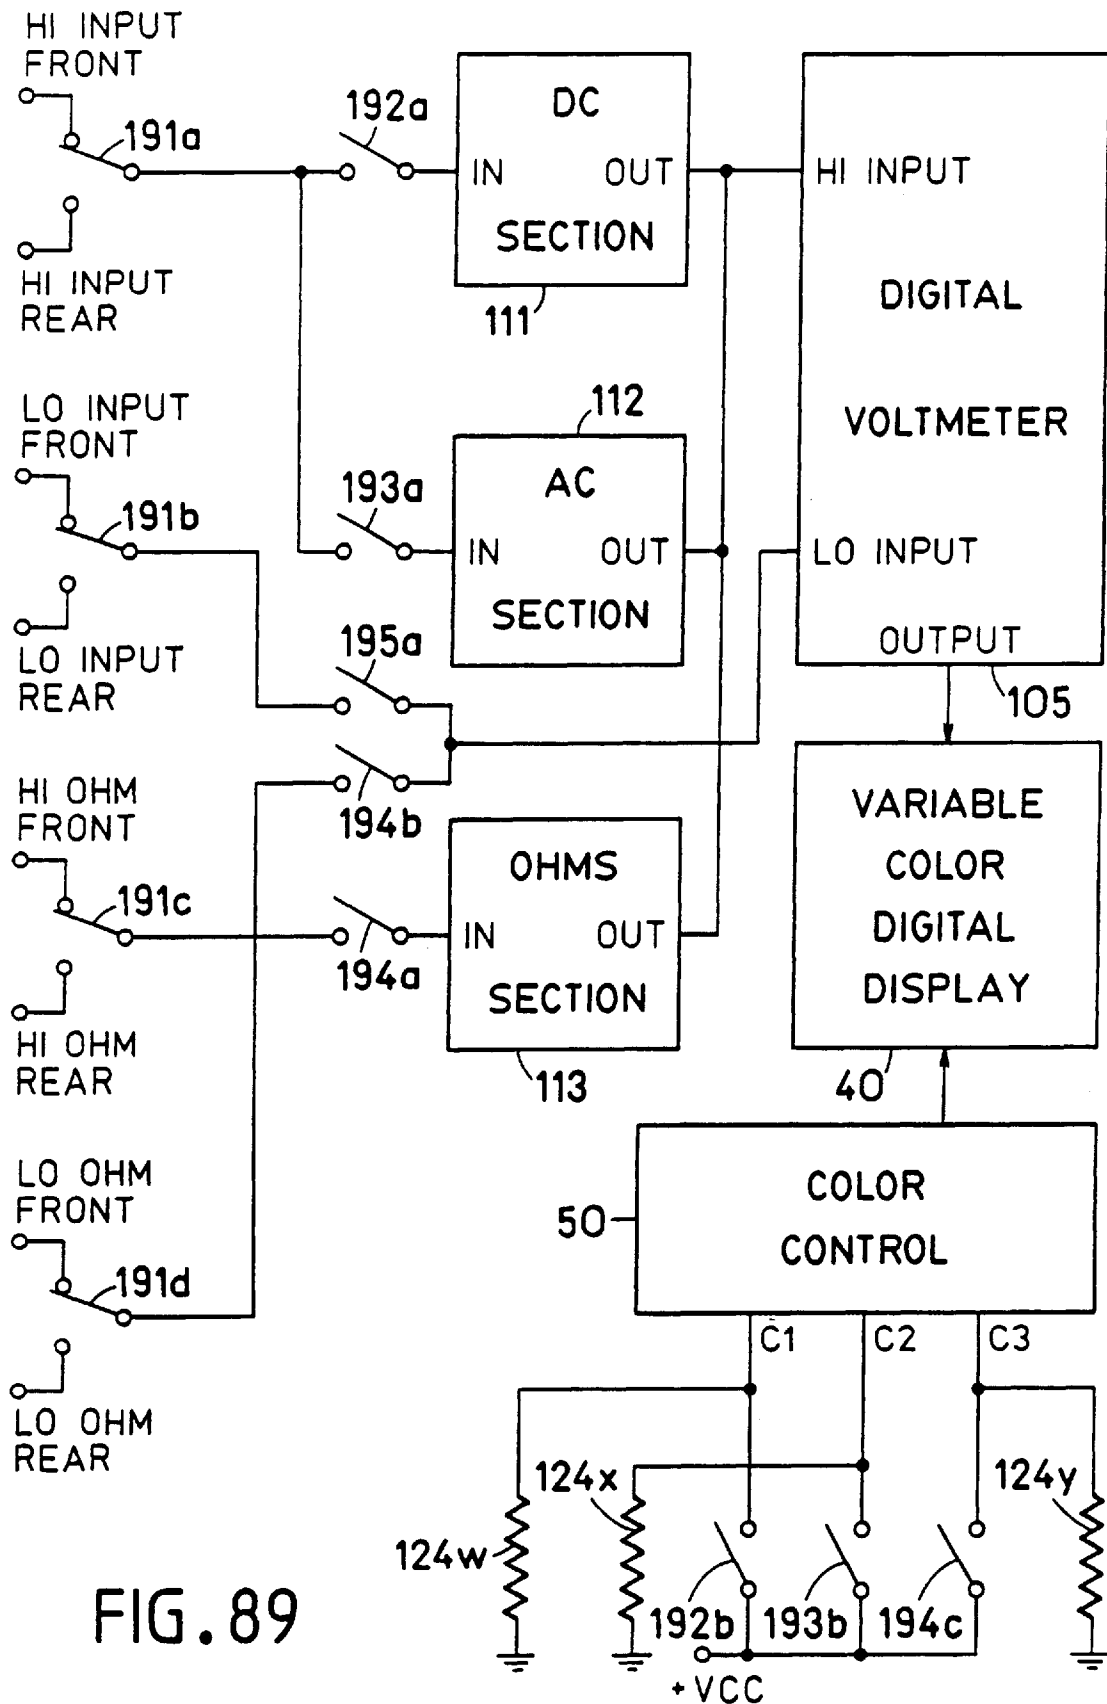 HI INPUT
FRONT
191a
HI INPUT
REAR
192a
DC
IN OUT
SECTION
111
HI INPUT
DIGITAL
VOLTMETER
LO INPUT
OUTPUT
105
LO INPUT
FRONT
191b
LO INPUT
REAR
193a
112
AC
IN OUT
SECTION
195a
194b
HI OHM
FRONT
191c
HI OHM
REAR
194a
OHMS
IN OUT
SECTION
113
VARIABLE
COLOR
DIGITAL
DISPLAY
40
LO OHM
FRONT
191d
LO OHM
REAR
50
COLOR
CONTROL
C1 C2 C3
124w
124x
124y
192b 193b 194c
+VCC
FIG. 89